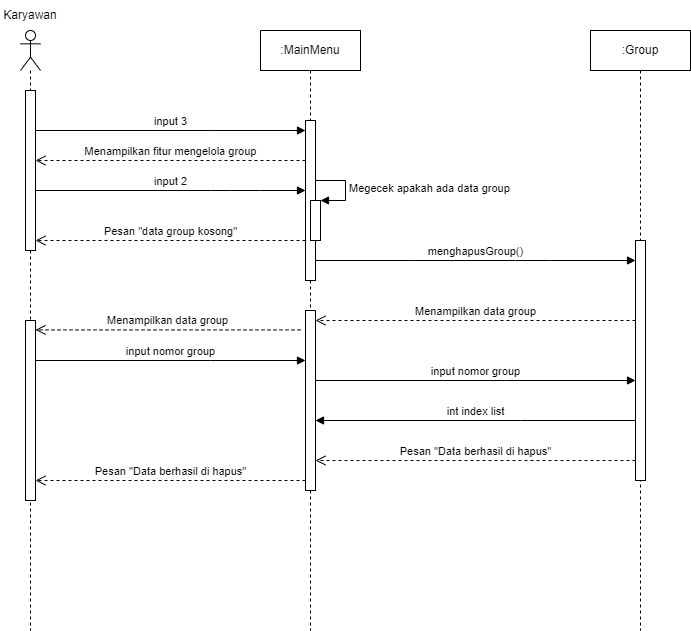 Karyawan
:MainMenu
:Group
input 3
Menampilkan fitur mengelola group
input 2
Megecek apakah ada data group
Pesan "data group kosong"
menghapusGroup()
Menampilkan data group
Menampilkan data group
input nomor group
input nomor group
int index list
Pesan "Data berhasil di hapus"
Pesan "Data berhasil di hapus"